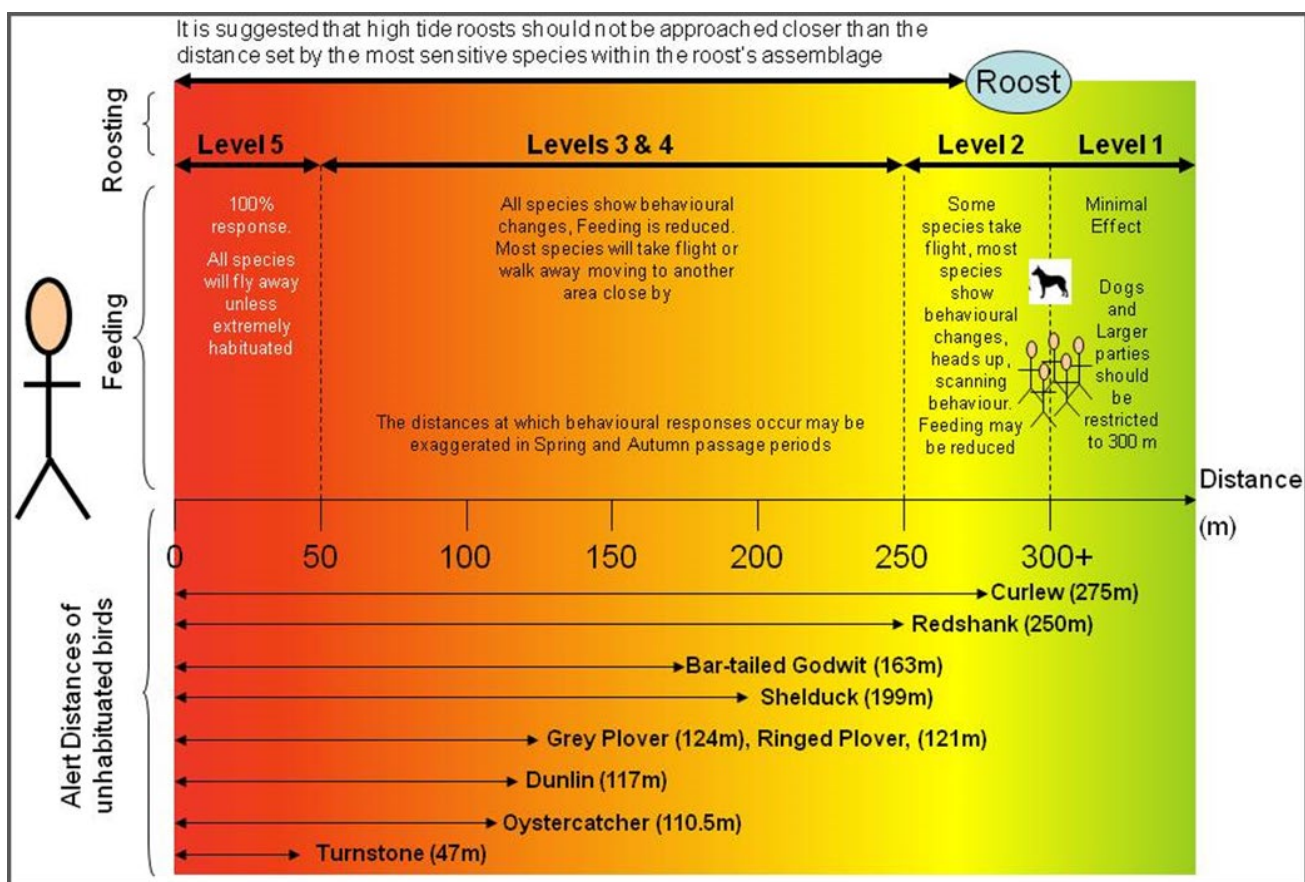 It is suggested that high tide roosts should not be approached closer than the
distance set by the most sensitive species within the roost's assemblage
Roost
Roosting
Level 5
Levels 3 & 4
Level 2
Level 1
Feeding
100%
response.
All species
will fly away
unless
extremely
habituated
All species show behavioural
changes, Feeding is reduced.
Most species will take flight or
walk away moving to another
area close by
The distances at which behavioural responses occur may be
exaggerated in Spring and Autumn passage periods
Some
species take
flight, most
species
show
behavioural
changes,
heads up,
scanning
behaviour.
Feeding may
be reduced
Minimal
Effect
Dogs
and
Larger
parties
should
be
restricted
to 300 m
Distance
(m)
0 50 100 150 200 250 300+
Alert Distances of
unhabituated birds
Curlew (275m)
Redshank (250m)
Bar-tailed Godwit (163m)
Shelduck (199m)
Grey Plover (124m), Ringed Plover, (121m)
Dunlin (117m)
Oystercatcher (110.5m)
Turnstone (47m)